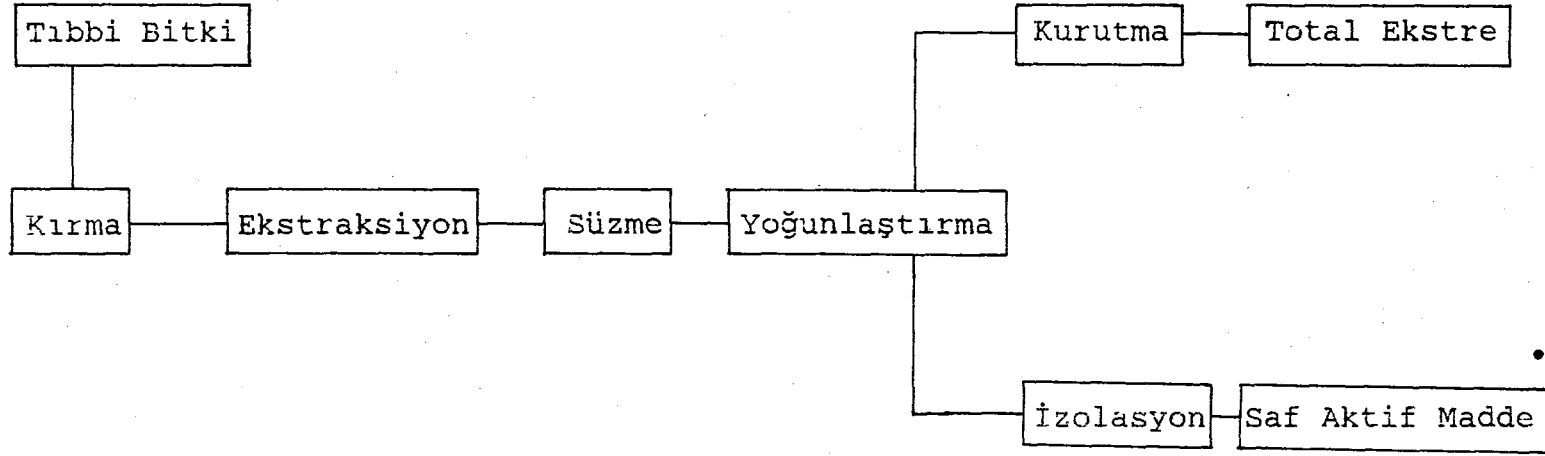 Tıbbi Bitki
Kurutma
Total Ekstre
Kırma
Ekstraksiyon
Süzme
Yoğunlaştırma
İzolasyon
Saf Aktif Madde